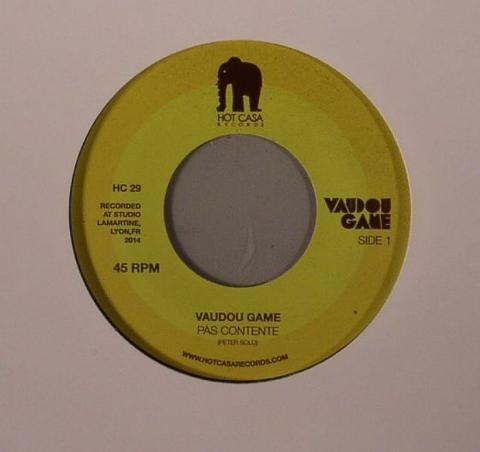 HOT CASA
RECORDS
HC 29
RECORDED
AT STUDIO
LAMARTINE,
LYON,FR
2014
45 RPM
VAUDOU
GAME
SIDE 1
VAUDOU GAME
PAS CONTENTE
(PETER SOLO)
WWW.HOTCASARECORDS.COM